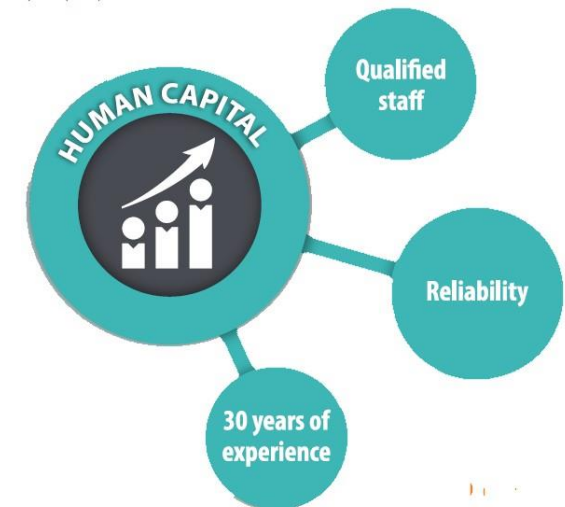 HUMAN CAPITAL
Qualified
staff
Reliability
30 years of
experience